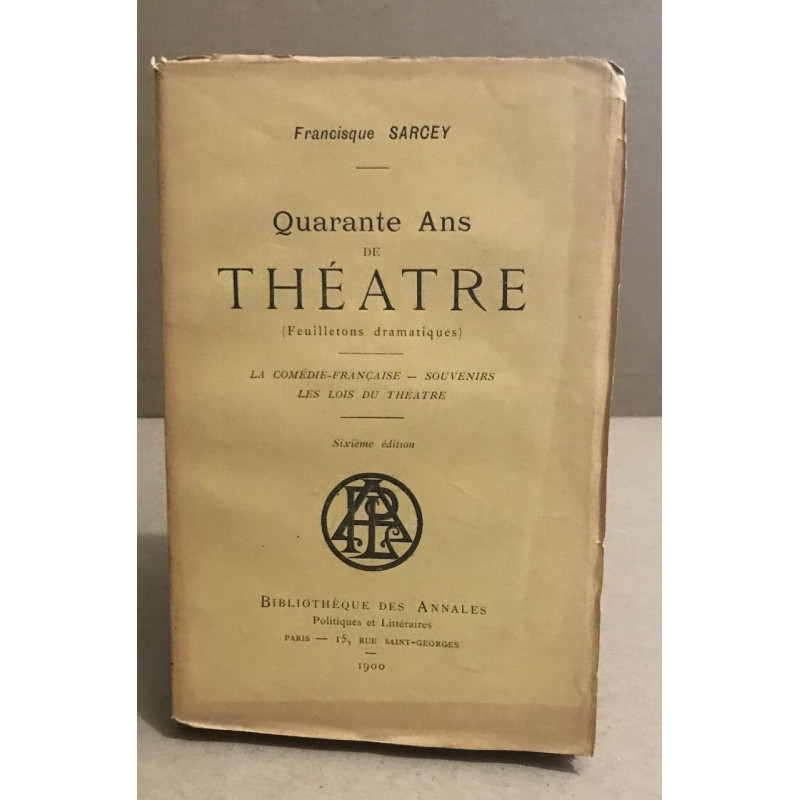 Francisque SARCEY
Quarante Ans
DE
THÉATRE
(Feuilletons dramatiques)
LA COMÉDIE-FRANÇAISE — SOUVENIRS
LES LOIS DU THÉATRE
Sixième édition
BIBLIOTHÈQUE DES ANNALES
Politiques et Littéraires
PARIS — 15, RUE SAINT-GEORGES
1900